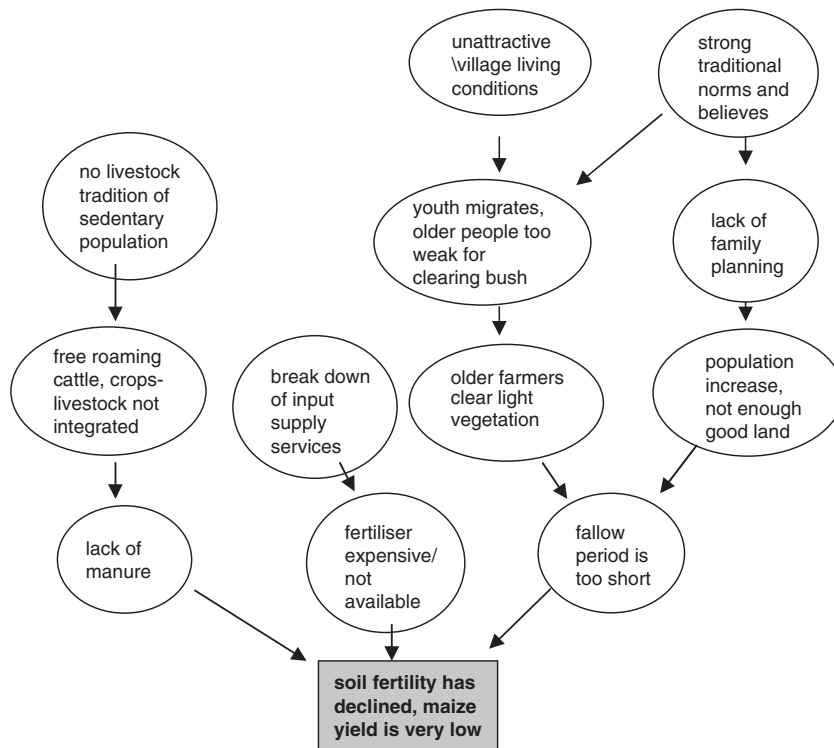 unattractive
\village living
conditions
strong
traditional
norms and
believes
no livestock
tradition of
sedentary
population
youth migrates,
older people too
weak for
clearing bush
lack of
family
planning
free roaming
cattle, crops-
livestock not
integrated
break down
of input
supply
services
older farmers
clear light
vegetation
population
increase,
not enough
good land
lack of
manure
fertiliser
expensive/
not
available
fallow
period is
too short
soil fertility has
declined, maize
yield is very low